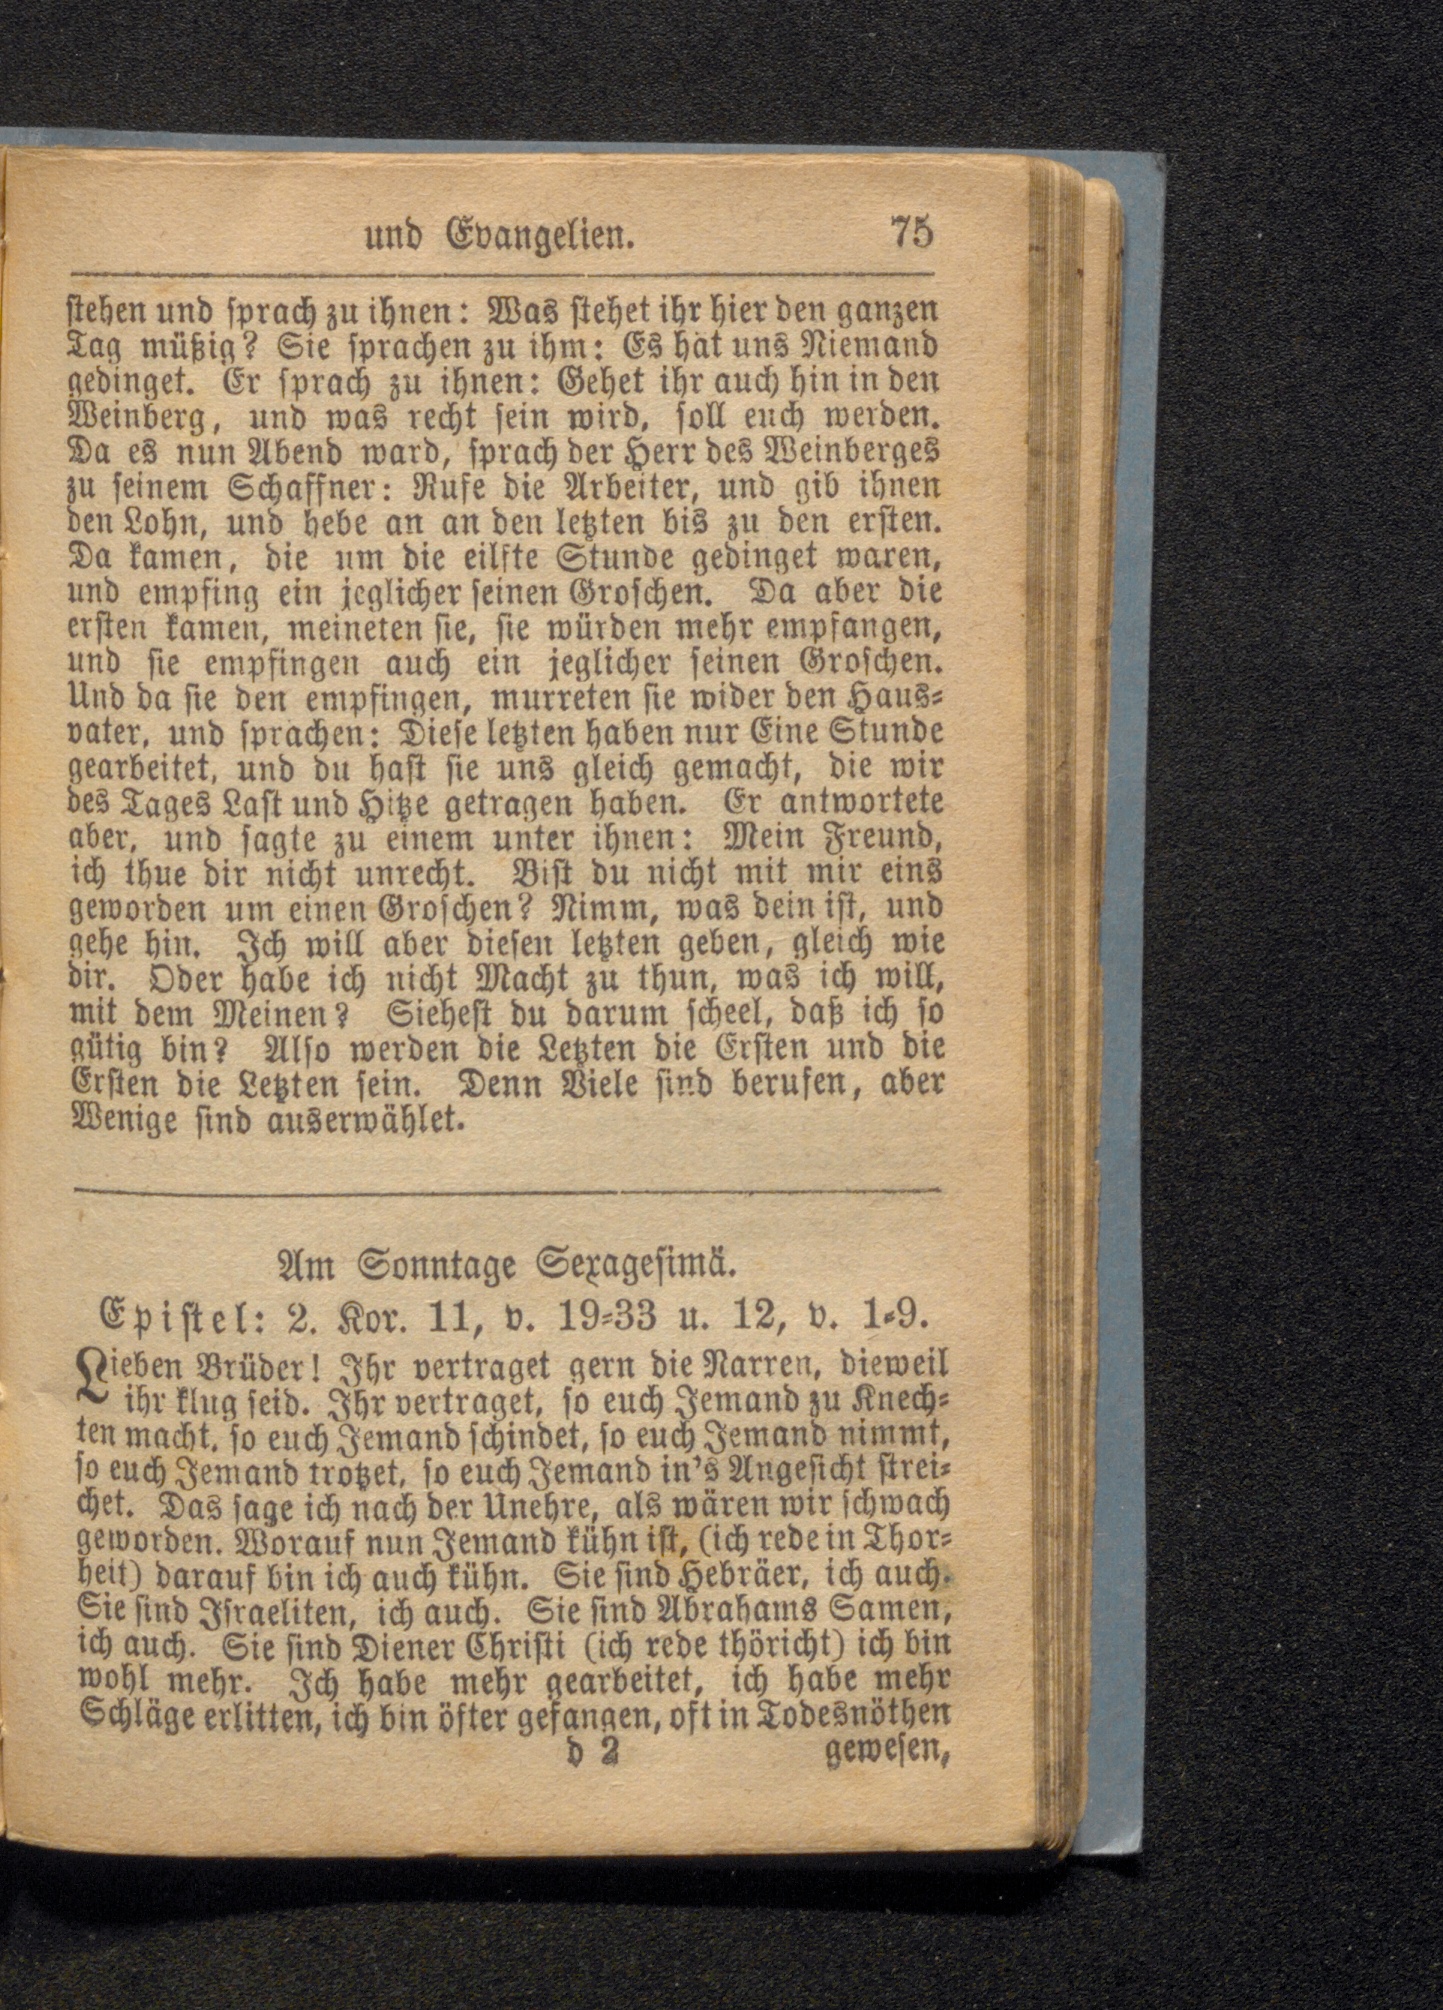 und Evangelien. 75
stehen und sprach zu ihnen: Was stehet ihr hier den ganzen
Tag müßig? Sie sprachen zu ihm: Es hat uns Niemand
gedinget. Er sprach zu ihnen: Gehet ihr auch hin in den
Weinberg, und was recht sein wird, soll euch werden.
Da es nun Abend ward, sprach der Herr des Weinberges
zu seinem Schaffner: Rufe die Arbeiter, und gib ihnen
den Lohn, und hebe an an den letzten bis zu den ersten.
Da kamen, die um die eilfte Stunde gedinget waren,
und empfing ein jeglicher seinen Groschen. Da aber die
ersten kamen, meineten sie, sie würden mehr empfangen,
und sie empfingen auch ein jeglicher seinen Groschen.
Und da sie den empfingen, murreten sie wider den Haus-
vater, und sprachen: Diese letzten haben nur Eine Stunde
gearbeitet, und du hast sie uns gleich gemacht, die wir
des Tages Last und Hitze getragen haben. Er antwortete
aber, und sagte zu einem unter ihnen: Mein Freund,
ich thue dir nicht unrecht. Bist du nicht mit mir eins
geworden um einen Groschen? Nimm, was dein ist, und
gehe hin. Ich will aber diesen letzten geben, gleich wie
dir. Oder habe ich nicht Macht zu thun, was ich will,
mit dem Meinen? Siehest du darum scheel, daß ich so
gütig bin? Also werden die Letzten die Ersten und die
Ersten die Letzten sein. Denn Viele sind berufen, aber
Wenige sind auserwählet.
Am Sonntage Sexagesimä.
Epistel: 2. Kor. 11, v. 19-33 u. 12, v. 1-9.
Lieben Brüder! Ihr vertraget gern die Narren, dieweil
ihr klug seid. Ihr vertraget, so euch Jemand zu Knech-
ten macht, so euch Jemand schindet, so euch Jemand nimmt,
so euch Jemand trotzet, so euch Jemand in's Angesicht strei-
chet. Das sage ich nach der Unehre, als wären wir schwach
geworden. Worauf nun Jemand kühn ist, (ich rede in Thor-
heit) darauf bin ich auch kühn. Sie sind Hebräer, ich auch.
Sie sind Israeliten, ich auch. Sie sind Abrahams Samen,
ich auch. Sie sind Diener Christi (ich rede thöricht) ich bin
wohl mehr. Ich habe mehr gearbeitet, ich habe mehr
Schläge erlitten, ich bin öfter gefangen, oft in Todesnöthen
d 2 gewesen,